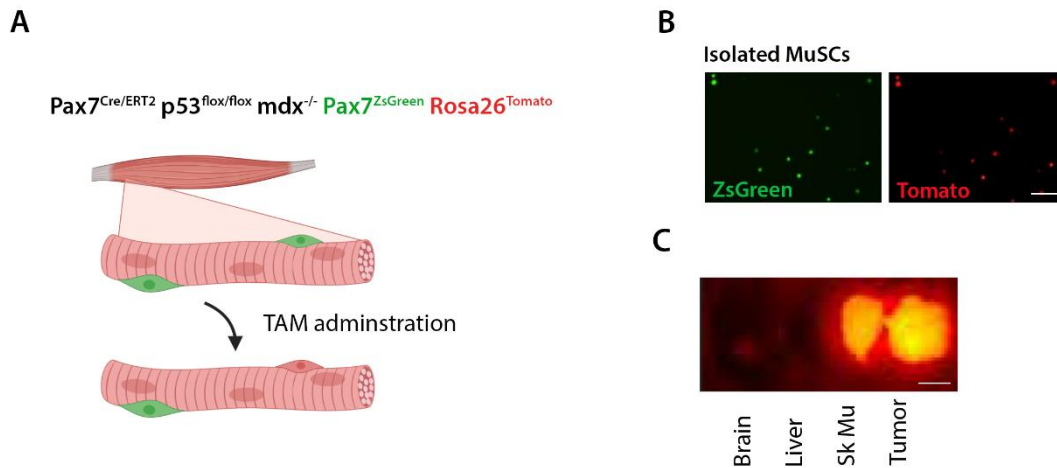 A
Pax7Cre/ERT2 p53flox/flox mdx-/- Pax7ZsGreen Rosa26Tomato
TAM adminstration
B
Isolated MuSCs
ZsGreen
Tomato
C
Brain
Liver
Sk Mu
Tumor